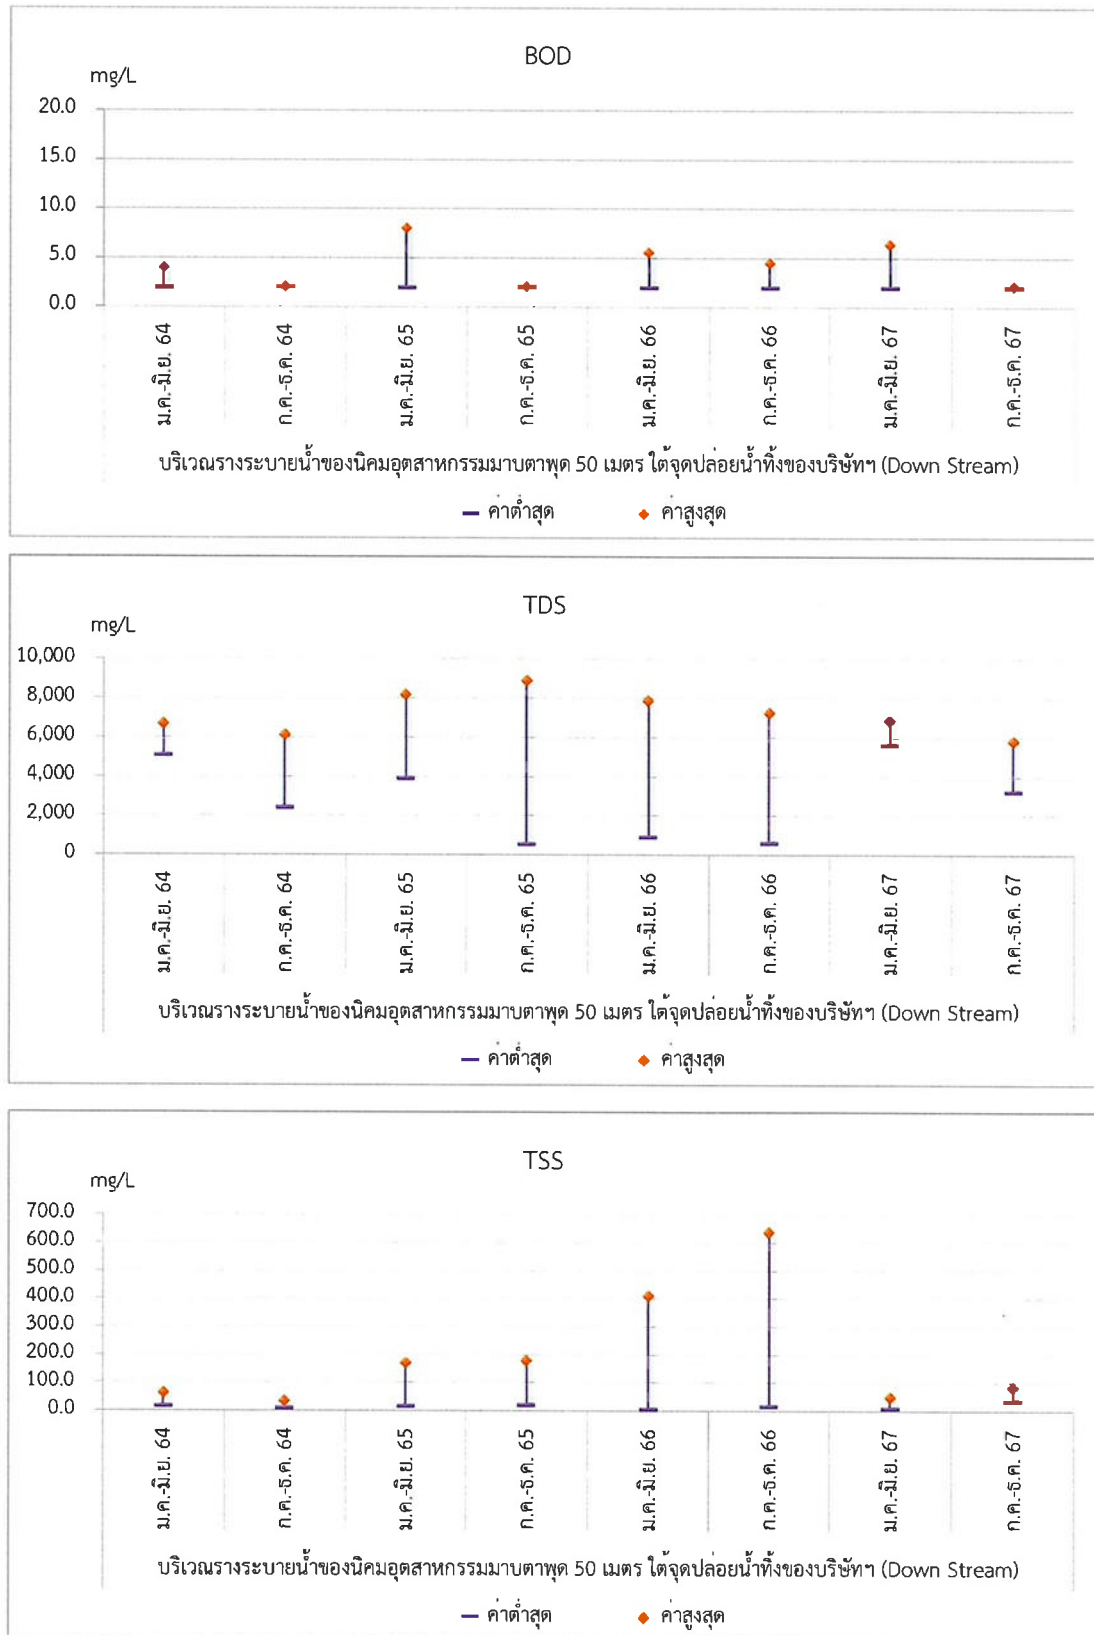 BOD
mg/L
20.0
15.0
10.0
5.0
0.0
ม.ค.-มิ.ย. 64
ก.ค.-ธ.ค. 64
ม.ค.-มิ.ย. 65
ก.ค.-ธ.ค. 65
ม.ค.-มิ.ย. 66
ก.ค.-ธ.ค. 66
ม.ค.-มิ.ย. 67
ก.ค.-ธ.ค. 67
บริเวณรางระบายน้ำของนิคมอุตสาหกรรมมาบตาพุด 50 เมตร ใต้จุดปล่อยน้ำทิ้งของบริษัทฯ (Down Stream)
ค่าต่ำสุด ค่าสูงสุด
TDS
mg/L
10,000
8,000
6,000
4,000
2,000
0
ม.ค.-มิ.ย. 64
ก.ค.-ธ.ค. 64
ม.ค.-มิ.ย. 65
ก.ค.-ธ.ค. 65
ม.ค.-มิ.ย. 66
ก.ค.-ธ.ค. 66
ม.ค.-มิ.ย. 67
ก.ค.-ธ.ค. 67
บริเวณรางระบายน้ำของนิคมอุตสาหกรรมมาบตาพุด 50 เมตร ใต้จุดปล่อยน้ำทิ้งของบริษัทฯ (Down Stream)
ค่าต่ำสุด ค่าสูงสุด
TSS
mg/L
700.0
600.0
500.0
400.0
300.0
200.0
100.0
0.0
ม.ค.-มิ.ย. 64
ก.ค.-ธ.ค. 64
ม.ค.-มิ.ย. 65
ก.ค.-ธ.ค. 65
ม.ค.-มิ.ย. 66
ก.ค.-ธ.ค. 66
ม.ค.-มิ.ย. 67
ก.ค.-ธ.ค. 67
บริเวณรางระบายน้ำของนิคมอุตสาหกรรมมาบตาพุด 50 เมตร ใต้จุดปล่อยน้ำทิ้งของบริษัทฯ (Down Stream)
ค่าต่ำสุด ค่าสูงสุด